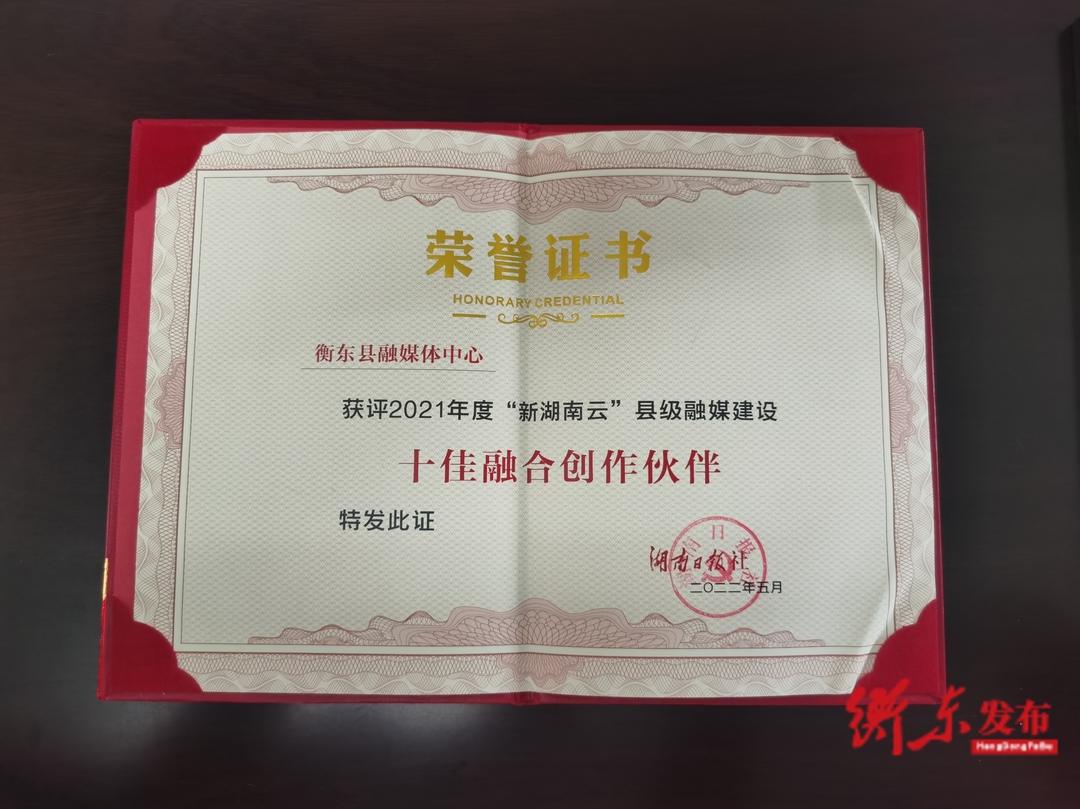 荣誉证书
HONORARY CREDENTIAL
衡东县融媒体中心
获评2021年度“新湖南云”县级融媒建设
十佳融合创作伙伴
特发此证
湖南日报社
二〇二二年五月
衡东发布
HengDongFaBu